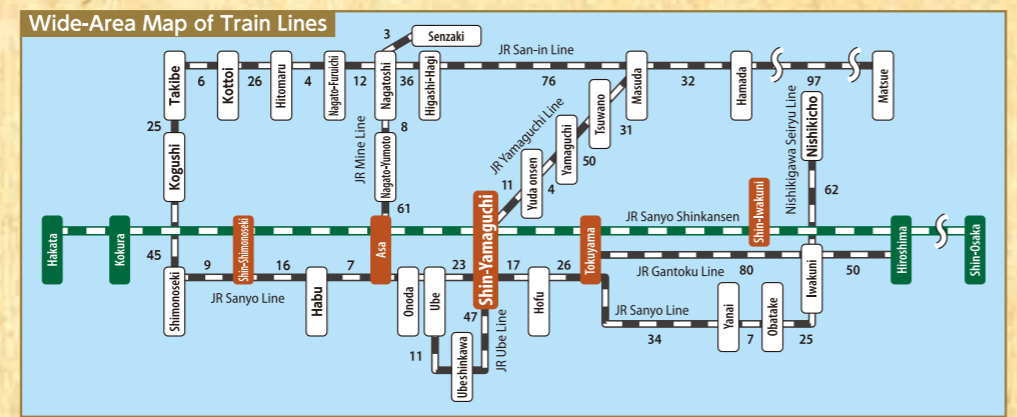 Wide-Area Map of Train Lines
3
Senzaki
JR San-in Line
Takibe
6
Kottoi
26
Hitomaru
4
Nagato-Furuichi
12
Nagatoshi
36
Higashi-Hagi
76
Masuda
32
Hamada
97
Matsue
25
Kogushi
JR Mine Line
8
Nagato-Yumoto
61
JR Yamaguchi Line
11
Yuda onsen
4
Yamaguchi
50
Tsuwano
31
Nishikigawa Seiryu Line
Nishikicho
62
Hakata
Kokura
Shin-Shimonoseki
Asa
Shin-Yamaguchi
Tokuyama
JR Sanyo Shinkansen
Shin-Iwakuni
Hiroshima
Shin-Osaka
45
Shimonoseki
9
16
JR Sanyo Line
Habu
7
Onoda
Ube
23
17
Hofu
26
JR Gantoku Line
80
Iwakuni
50
11
Ubeshinkawa
47
JR Ube Line
JR Sanyo Line
34
Yanai
7
Obatake
25